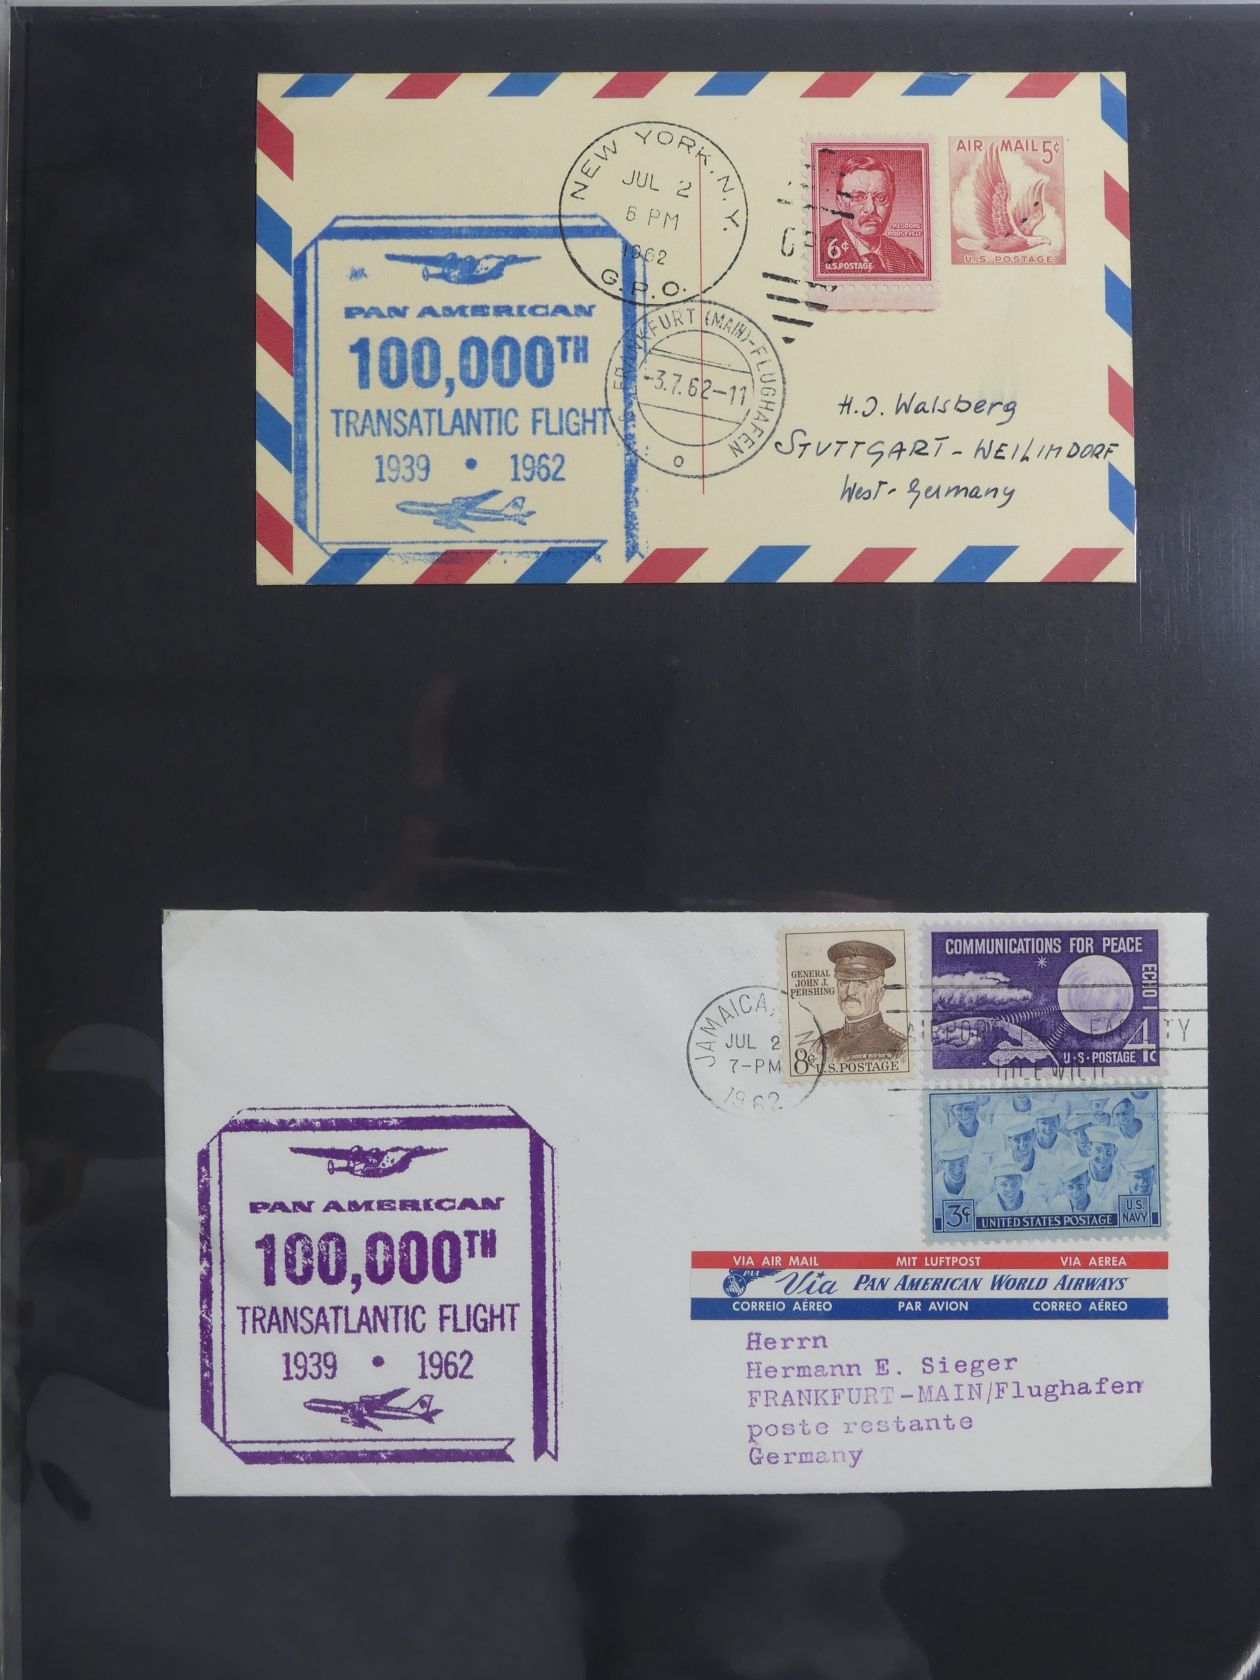 NEW YORK, N.Y.
JUL 2
6 PM
1962
G.P.O.
THEODORE
ROOSEVELT
6¢
U.S. POSTAGE
AIR MAIL 5¢
U.S. POSTAGE
PAN AMERICAN
100,000TH
TRANSATLANTIC FLIGHT
1939 • 1962
FRANKFURT (MAIN)-FLUGHAFEN
-3.7.62-11
H.J. Walsberg
STUTTGART-WEILIMDORF
West-Germany
JAMAICA, N
JUL 2
7-PM
1962
GENERAL
JOHN J.
PERSHING
8¢ U.S. POSTAGE
COMMUNICATIONS FOR PEACE
ECHO I
4c
U·S·POSTAGE
AIRPORT FACILITY
3¢
UNITED STATES POSTAGE
U.S.
NAVY
PAN AMERICAN
100,000TH
TRANSATLANTIC FLIGHT
1939 • 1962
VIA AIR MAIL MIT LUFTPOST VIA AEREA
PAA Via PAN AMERICAN WORLD AIRWAYS
CORREIO AÉREO PAR AVION CORREO AÉREO
Herrn
Hermann E. Sieger
FRANKFURT-MAIN/Flughafen
poste restante
Germany